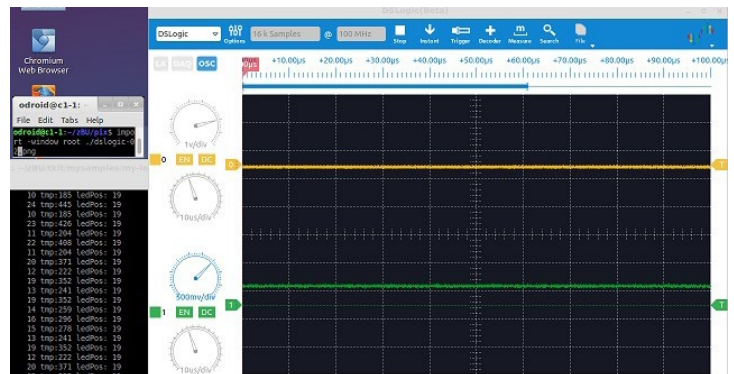 DSLogic(Beta)
DSLogic
Options
16 k Samples
@
100 MHz
Stop
Instant
Trigger
Decoder
Measure
Search
File
Chromium
Web Browser
LA
DAQ
OSC
+10.00µs
+20.00µs
+30.00µs
+40.00µs
+50.00µs
+60.00µs
+70.00µs
+80.00µs
+90.00µs
+100.00µs
odroid@c1-1: ~
File Edit Tabs Help
odroid@c1-1:~/zBU/pix$ impo
rt -window root ./dslogic-0
2.png
1v/div
0 EN DC
0
T
10us/div
500mv/div
1 EN DC
1
T
10us/div
10 tmp:185 ledPos: 19
24 tmp:445 ledPos: 19
10 tmp:185 ledPos: 19
23 tmp:426 ledPos: 19
11 tmp:204 ledPos: 19
22 tmp:408 ledPos: 19
11 tmp:204 ledPos: 19
20 tmp:371 ledPos: 19
12 tmp:222 ledPos: 19
19 tmp:352 ledPos: 19
13 tmp:241 ledPos: 19
19 tmp:352 ledPos: 19
14 tmp:259 ledPos: 19
16 tmp:296 ledPos: 19
15 tmp:278 ledPos: 19
13 tmp:241 ledPos: 19
19 tmp:352 ledPos: 19
12 tmp:222 ledPos: 19
20 tmp:371 ledPos: 19